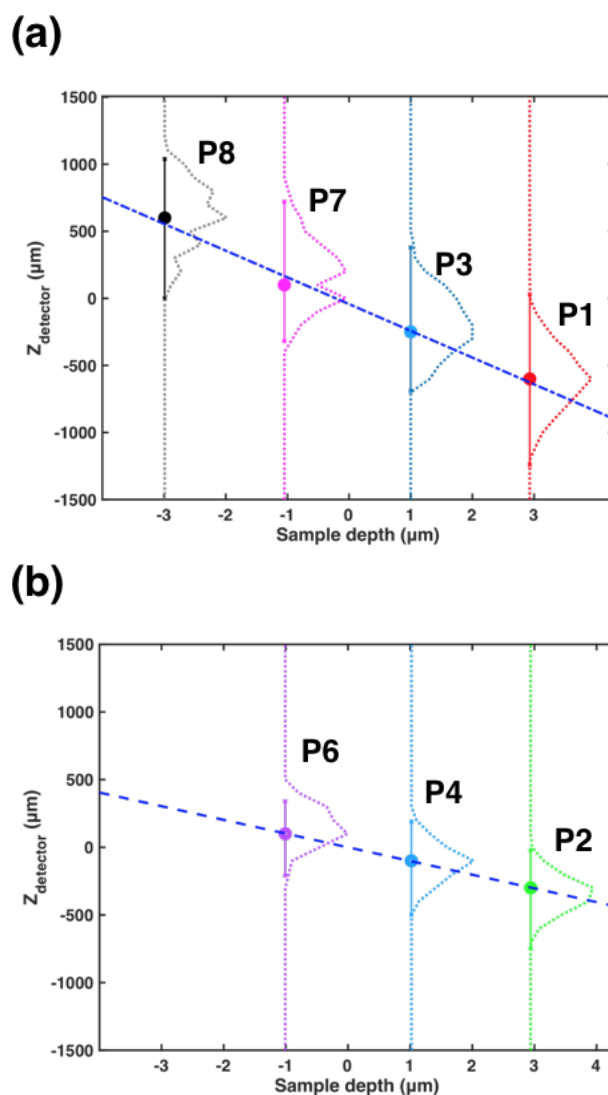 (a)
1500
1000
500
0
-500
-1000
-1500
Z detector (µm)
P8
P7
P3
P1
-3 -2 -1 0 1 2 3
Sample depth (µm)
(b)
1500
1000
500
0
-500
-1000
-1500
Z detector (µm)
P6
P4
P2
-3 -2 -1 0 1 2 3 4
Sample depth (µm)